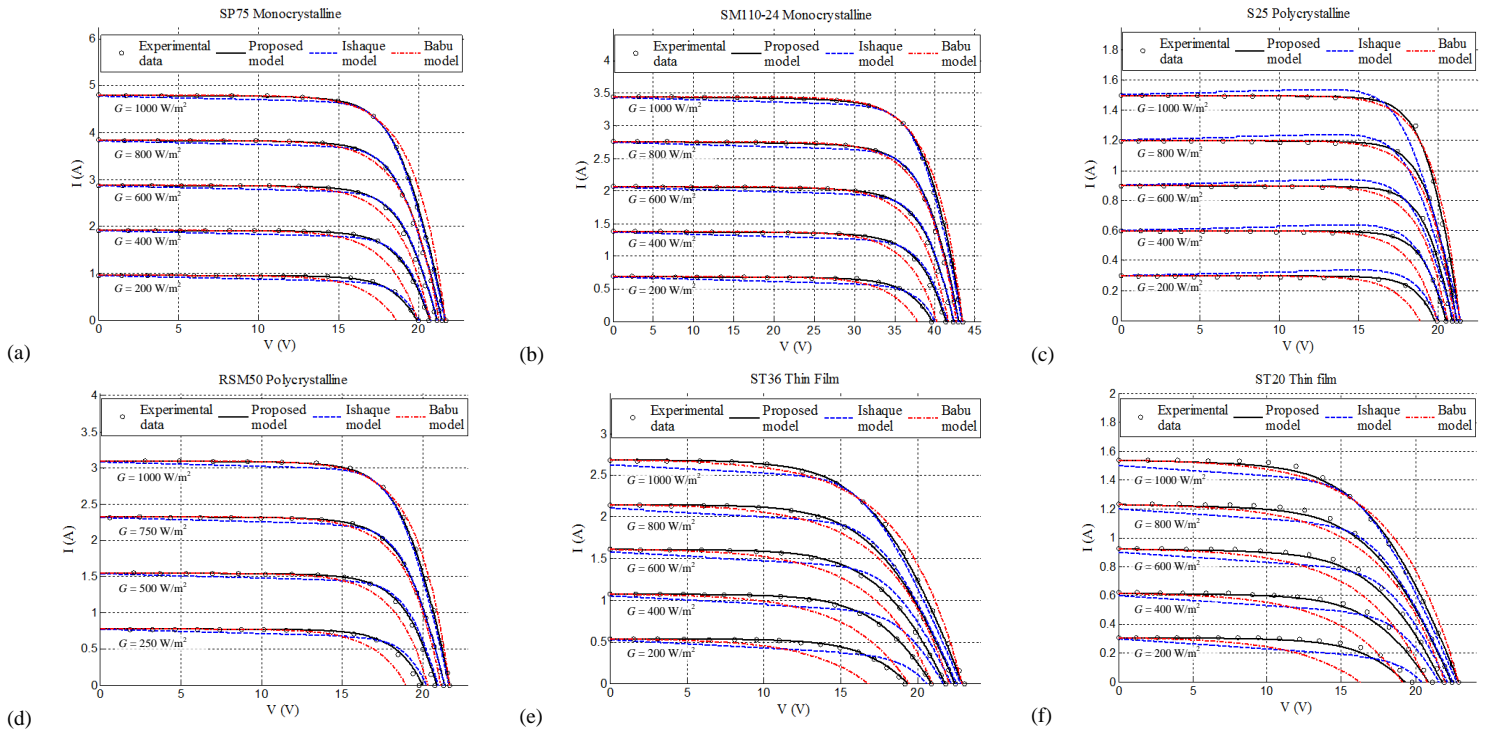 SP75 Monocrystalline
Experimental data
Proposed model
Ishaque model
Babu model
I (A)
6
5
4
3
2
1
0
G = 1000 W/m²
G = 800 W/m²
G = 600 W/m²
G = 400 W/m²
G = 200 W/m²
0 5 10 15 20
V (V)
(a)
SM110-24 Monocrystalline
Experimental data
Proposed model
Ishaque model
Babu model
I (A)
4
3.5
3
2.5
2
1.5
1
0.5
0
G = 1000 W/m²
G = 800 W/m²
G = 600 W/m²
G = 400 W/m²
G = 200 W/m²
0 5 10 15 20 25 30 35 40 45
V (V)
(b)
S25 Polycrystalline
Experimental data
Proposed model
Ishaque model
Babu model
I (A)
1.8
1.6
1.4
1.2
1
0.8
0.6
0.4
0.2
0
G = 1000 W/m²
G = 800 W/m²
G = 600 W/m²
G = 400 W/m²
G = 200 W/m²
0 5 10 15 20
V (V)
(c)
RSM50 Polycrystalline
Experimental data
Proposed model
Ishaque model
Babu model
I (A)
4
3.5
3
2.5
2
1.5
1
0.5
0
G = 1000 W/m²
G = 750 W/m²
G = 500 W/m²
G = 250 W/m²
0 5 10 15 20
V (V)
(d)
ST36 Thin Film
Experimental data
Proposed model
Ishaque model
Babu model
I (A)
3
2.5
2
1.5
1
0.5
0
G = 1000 W/m²
G = 800 W/m²
G = 600 W/m²
G = 400 W/m²
G = 200 W/m²
0 5 10 15 20
V (V)
(e)
ST20 Thin film
Experimental data
Proposed model
Ishaque model
Babu model
I (A)
2
1.8
1.6
1.4
1.2
1
0.8
0.6
0.4
0.2
0
G = 1000 W/m²
G = 800 W/m²
G = 600 W/m²
G = 400 W/m²
G = 200 W/m²
0 5 10 15 20
V (V)
(f)